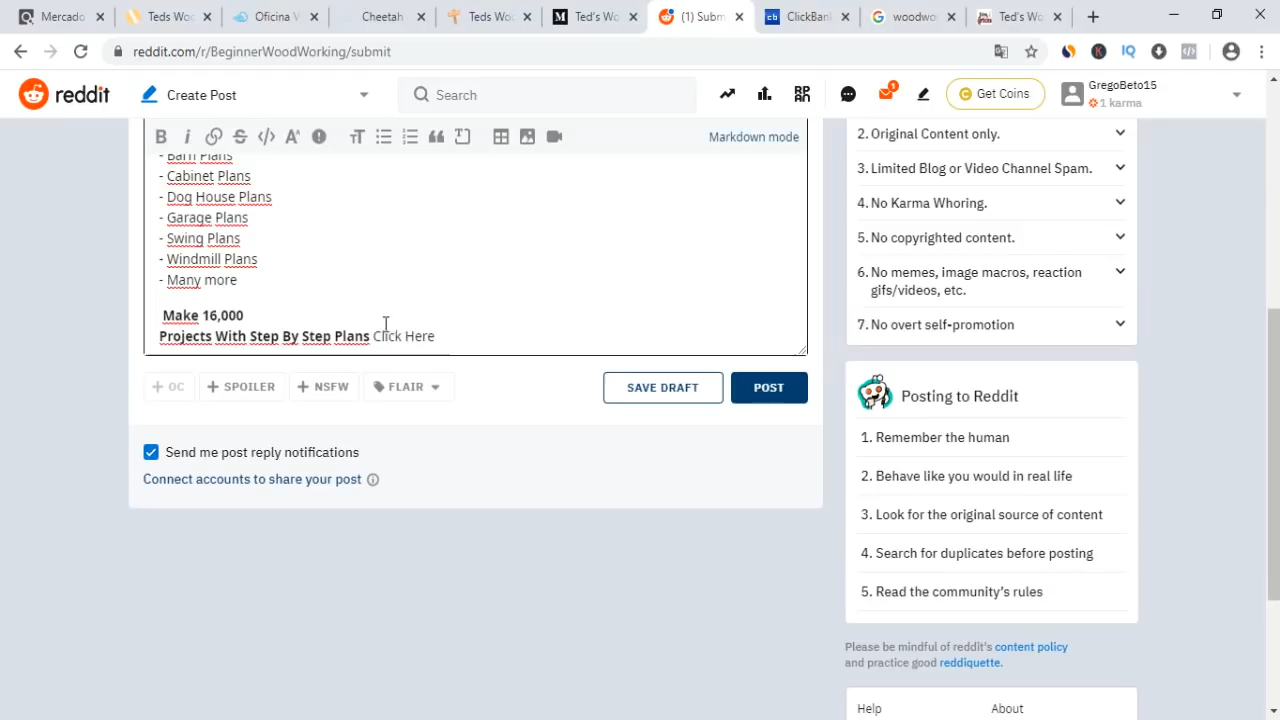 Mercado
Teds Wo
Oficina V
Cheetah
Teds Woo
Ted's Wo
(1) Subm
ClickBan
woodwo
Ted's Wo
reddit.com/r/BeginnerWoodWorking/submit
reddit
Create Post
Search
1
Get Coins
GregoBeto15
1 karma
Markdown mode
- Barn Plans
- Cabinet Plans
- Dog House Plans
- Garage Plans
- Swing Plans
- Windmill Plans
- Many more
Make 16,000
Projects With Step By Step Plans Click Here
+ OC
+ SPOILER
+ NSFW
FLAIR
SAVE DRAFT
POST
Send me post reply notifications
Connect accounts to share your post
2. Original Content only.
3. Limited Blog or Video Channel Spam.
4. No Karma Whoring.
5. No copyrighted content.
6. No memes, image macros, reaction
gifs/videos, etc.
7. No overt self-promotion
Posting to Reddit
1. Remember the human
2. Behave like you would in real life
3. Look for the original source of content
4. Search for duplicates before posting
5. Read the community's rules
Please be mindful of reddit's content policy
and practice good reddiquette.
Help
About